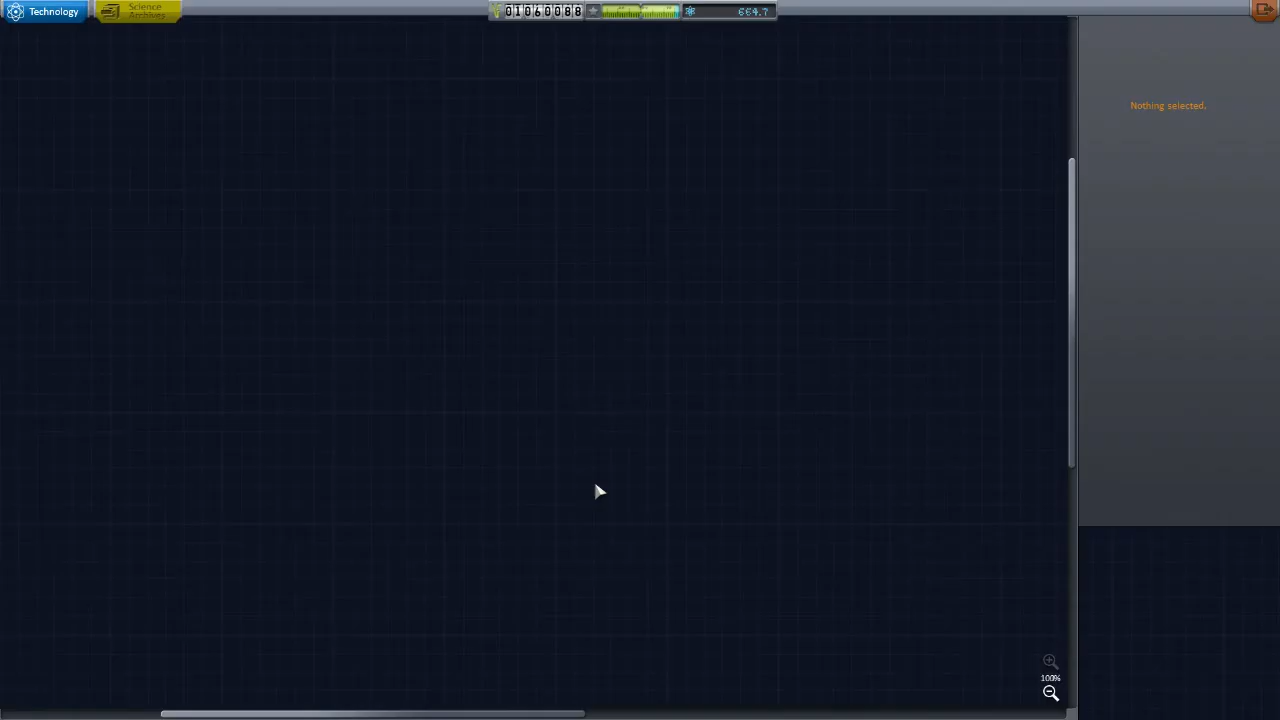 Technology
Science
Archives
01060088
664.7
Nothing selected.
100%